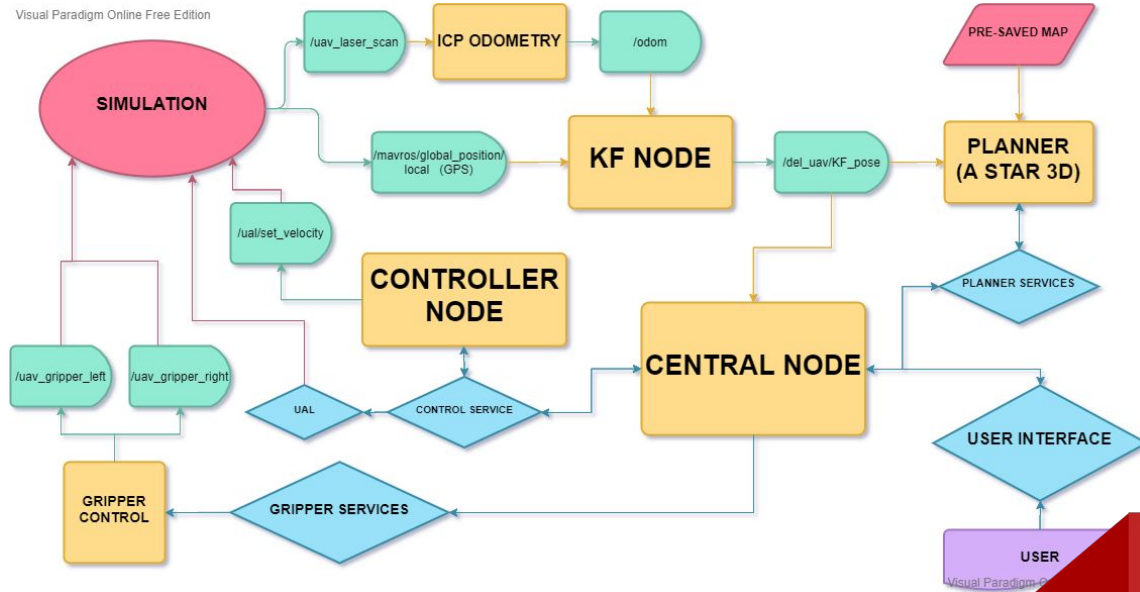 Visual Paradigm Online Free Edition
/uav_laser_scan
ICP ODOMETRY
/odom
PRE-SAVED MAP
SIMULATION
/mavros/global_position/
local (GPS)
KF NODE
/del_uav/KF_pose
PLANNER
(A STAR 3D)
/ual/set_velocity
CONTROLLER
NODE
PLANNER SERVICES
/uav_gripper_left
/uav_gripper_right
CENTRAL NODE
UAL
CONTROL SERVICE
USER INTERFACE
GRIPPER
CONTROL
GRIPPER SERVICES
USER
Visual Paradigm